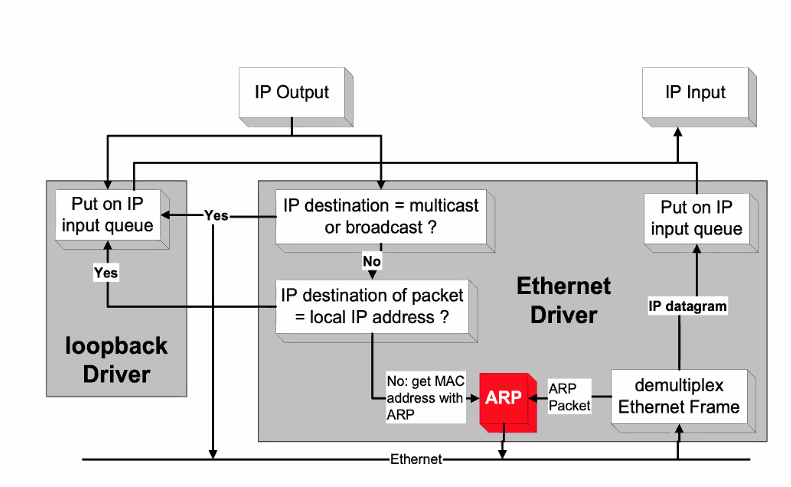 IP Output
IP Input
Put on IP
input queue
Yes
IP destination = multicast
or broadcast ?
Put on IP
input queue
No
Yes
IP destination of packet
= local IP address ?
Ethernet
Driver
IP datagram
loopback
Driver
No: get MAC
address with
ARP
ARP
ARP
Packet
demultiplex
Ethernet Frame
Ethernet